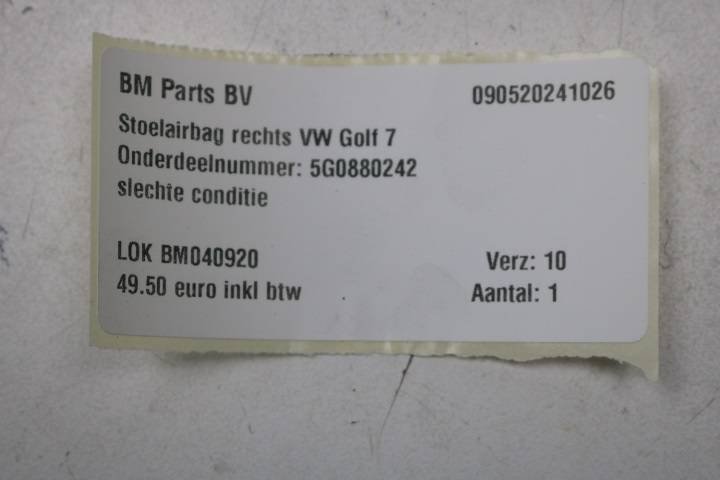 BM Parts BV 090520241026
Stoelairbag rechts VW Golf 7
Onderdeelnummer: 5G0880242
slechte conditie
LOK BM040920 Verz: 10
49.50 euro inkl btw Aantal: 1